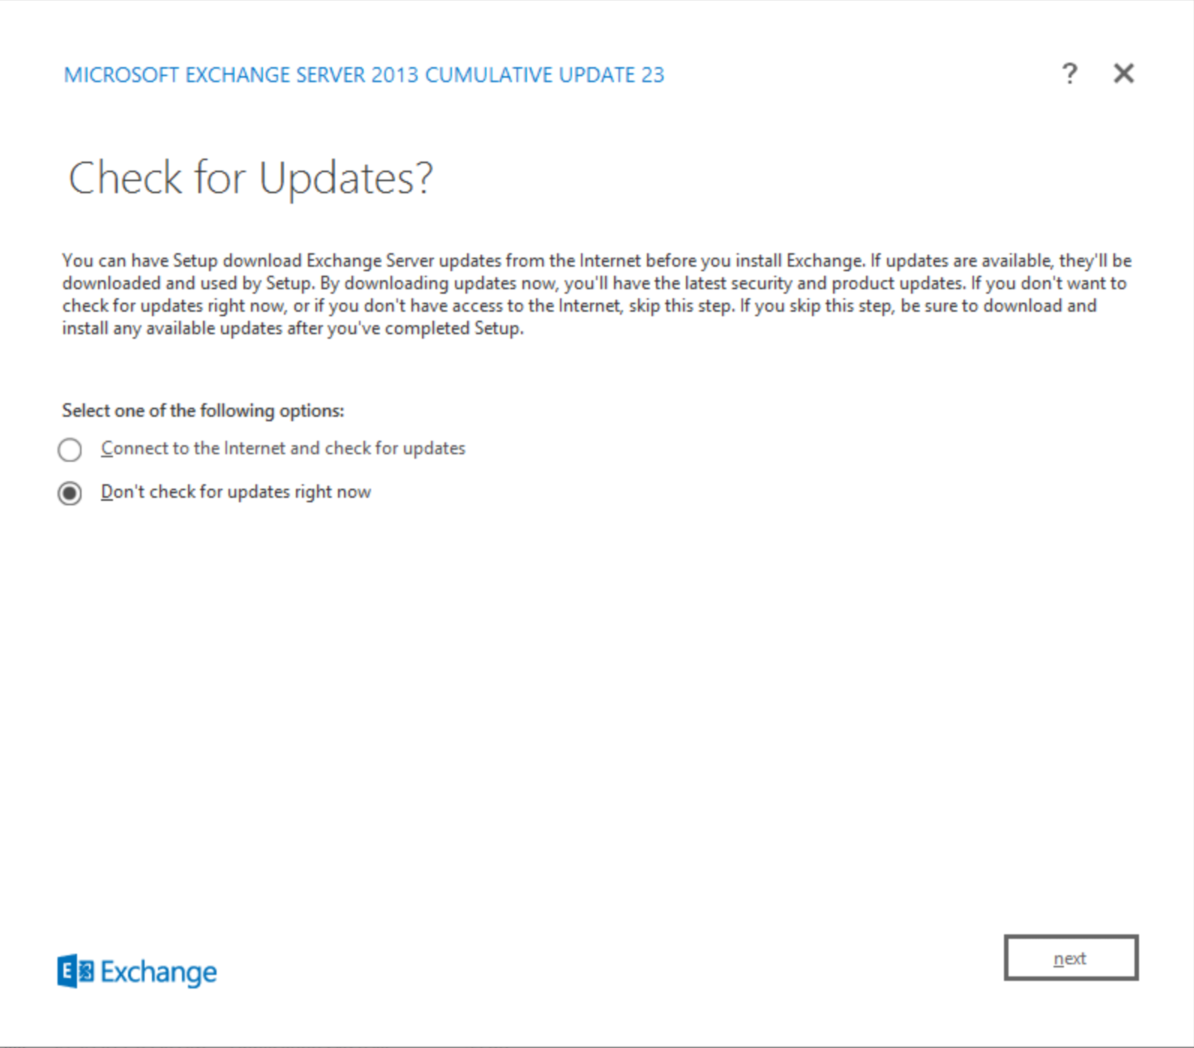 MICROSOFT EXCHANGE SERVER 2013 CUMULATIVE UPDATE 23
?
Check for Updates?
You can have Setup download Exchange Server updates from the Internet before you install Exchange. If updates are available, they'll be
downloaded and used by Setup. By downloading updates now, you'll have the latest security and product updates. If you don't want to
check for updates right now, or if you don't have access to the Internet, skip this step. If you skip this step, be sure to download and
install any available updates after you've completed Setup.
Select one of the following options:
Connect to the Internet and check for updates
Don't check for updates right now
E Exchange
next